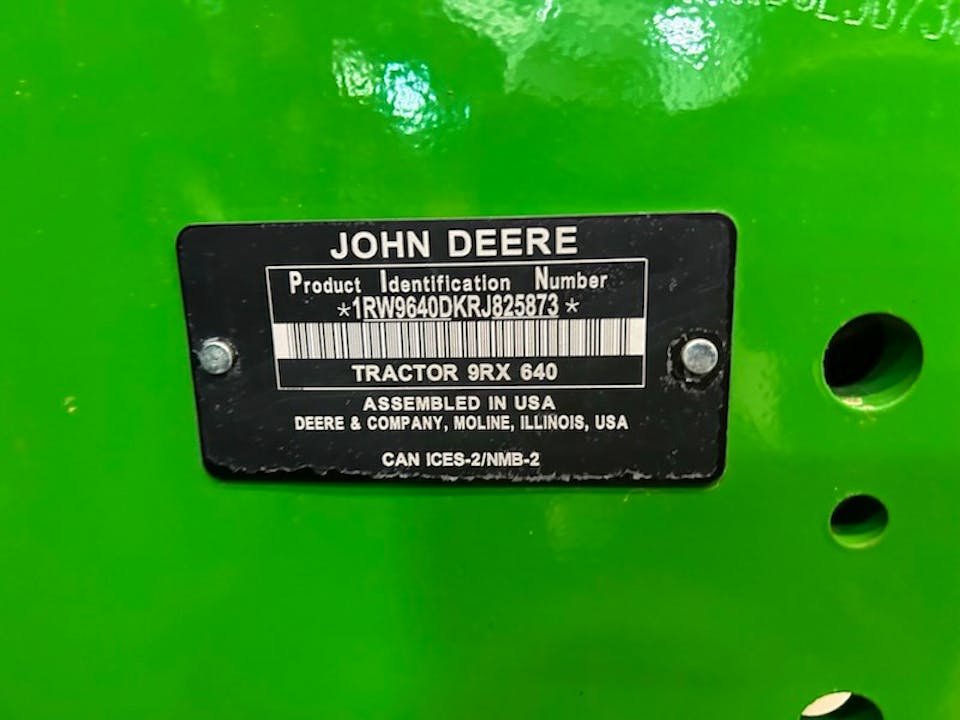 JOHN DEERE
Product Identification Number
*1RW9640DKRJ825873*
TRACTOR 9RX 640
ASSEMBLED IN USA
DEERE & COMPANY, MOLINE, ILLINOIS, USA
CAN ICES-2/NMB-2